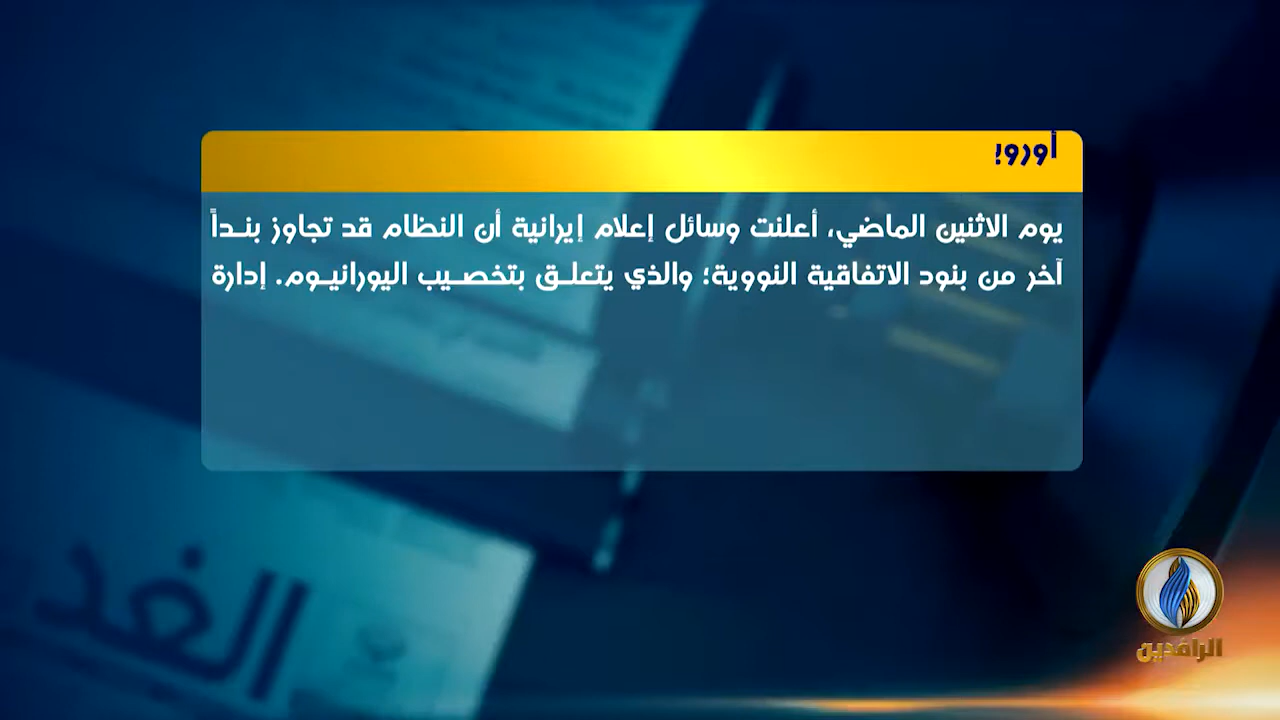 أوروبـ
يوم الاثنين الماضي، أعلنت وسائل إعلام إيرانية أن النظام قد تجاوز بنـداً
آخر من بنود الاتفاقية النووية؛ والذي يتعلـق بتخصـيب اليورانيـوم. إدارة
الغد
الرافدين